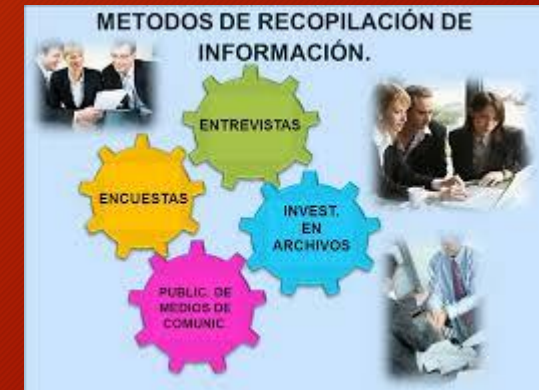 METODOS DE RECOPILACIÓN DE
INFORMACIÓN.
ENTREVISTAS
ENCUESTAS
INVEST.
EN
ARCHIVOS
PUBLIC. DE
MEDIOS DE
COMUNIC.